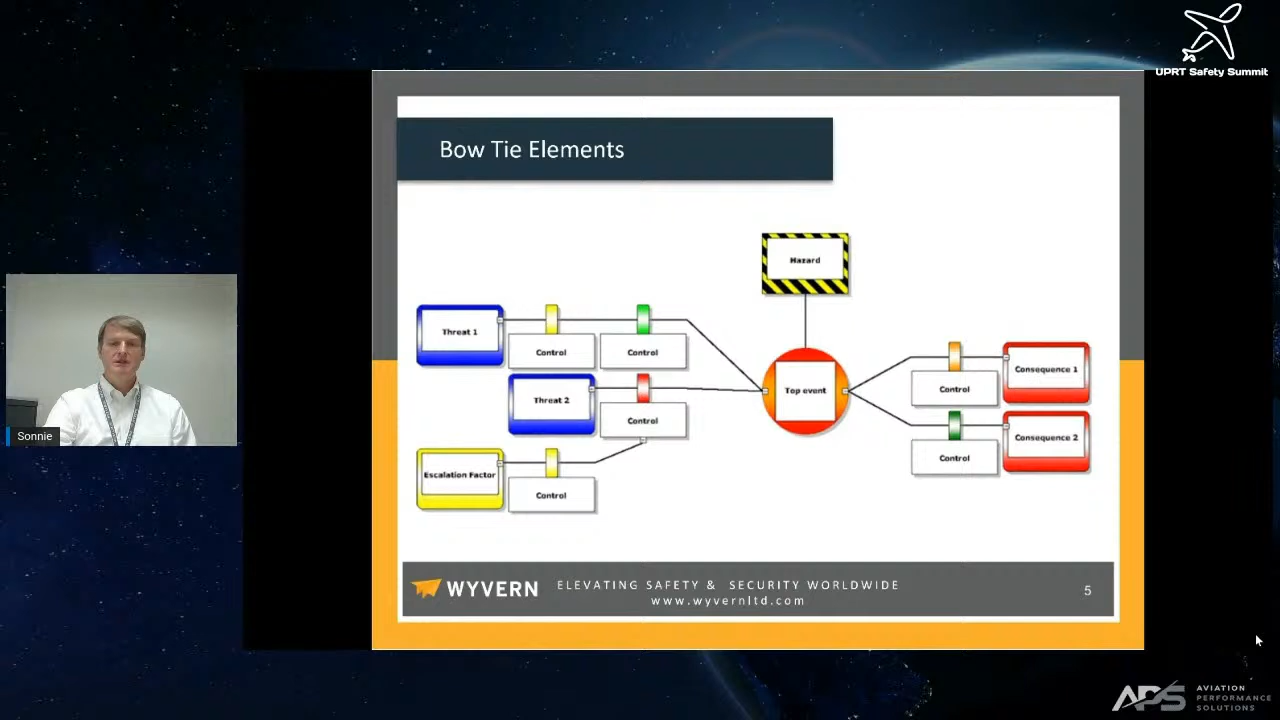 UPRT Safety Summit
Bow Tie Elements
Hazard
Threat 1
Control
Control
Threat 2
Control
Escalation Factor
Control
Top event
Control
Consequence 1
Control
Consequence 2
Sonnie
WYVERN
ELEVATING SAFETY & SECURITY WORLDWIDE
www.wyvernltd.com
5
APS
AVIATION
PERFORMANCE
SOLUTIONS